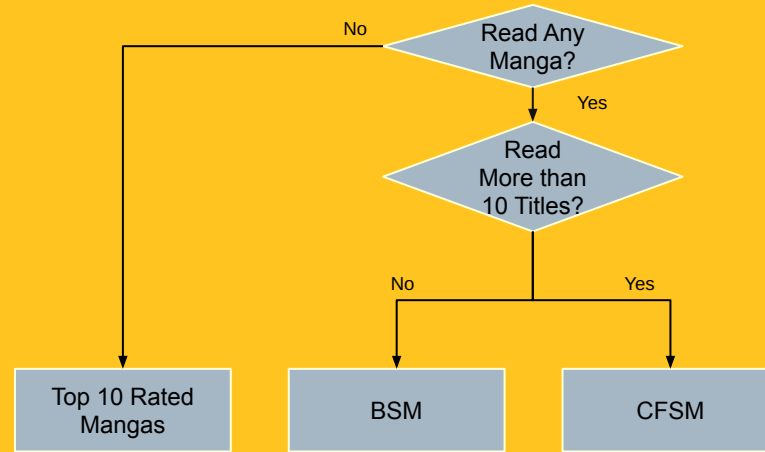 No
Read Any
Manga?
Yes
Read
More than
10 Titles?
No
Yes
Top 10 Rated
Mangas
BSM
CFSM